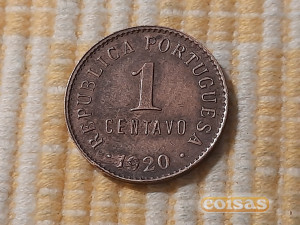 REPUBLICA PORTUGUESA
1
CENTAVO
· 1920 ·
coisas